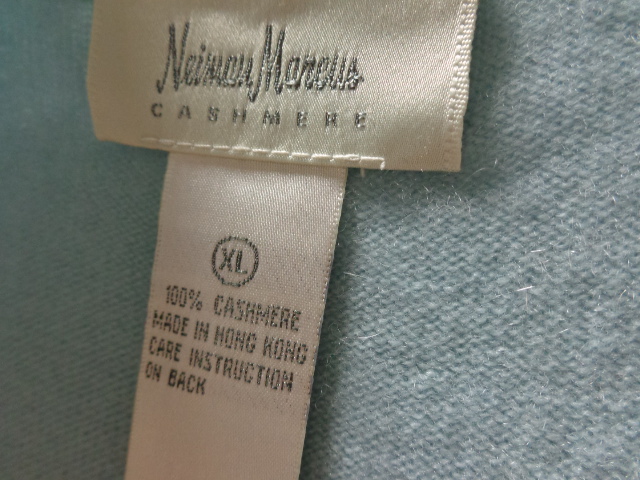 Neiman Marcus
CASHMERE
XL
100% CASHMERE
MADE IN HONG KONG
CARE INSTRUCTION
ON BACK